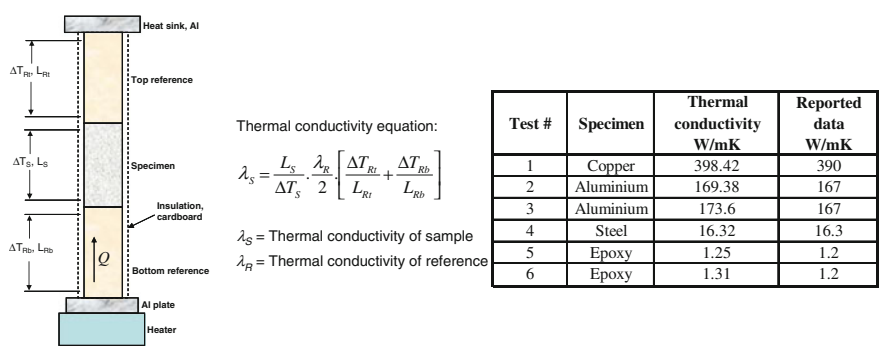 Heat sink, Al
ΔT_Rt, L_Rt
Top reference
ΔT_S, L_S
Specimen
Insulation,
cardboard
ΔT_Rb, L_Rb
Q
Bottom reference
Al plate
Heater
Thermal conductivity equation:
λ_S = L_S/ΔT_S · λ_R/2 · [ΔT_Rt/L_Rt + ΔT_Rb/L_Rb]
λ_S = Thermal conductivity of sample
λ_R = Thermal conductivity of reference
Test # Specimen Thermal conductivity W/mK Reported data W/mK
1 Copper 398.42 390
2 Aluminium 169.38 167
3 Aluminium 173.6 167
4 Steel 16.32 16.3
5 Epoxy 1.25 1.2
6 Epoxy 1.31 1.2